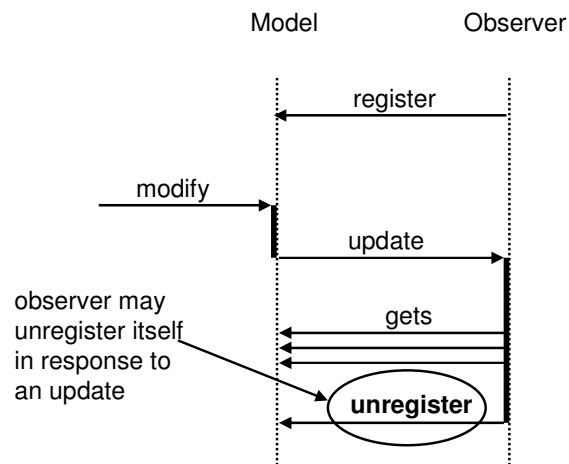 Model
Observer
register
modify
update
observer may
unregister itself
in response to
an update
gets
unregister